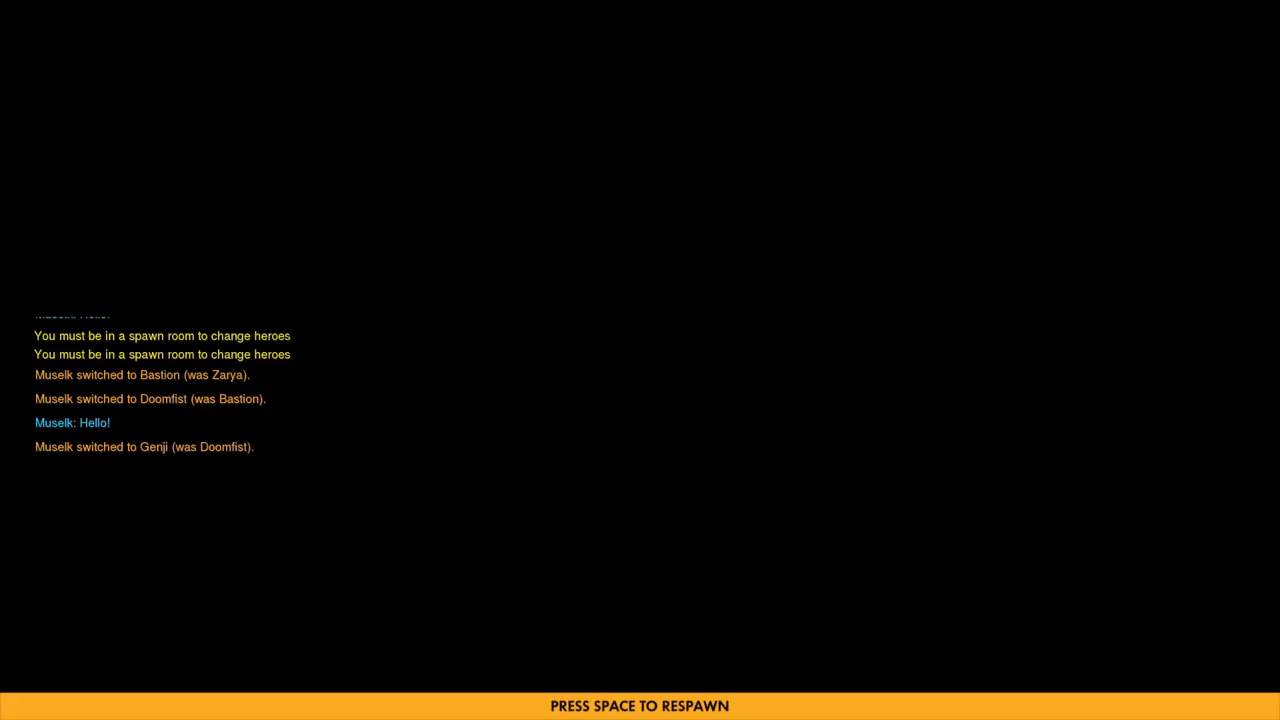 You must be in a spawn room to change heroes
You must be in a spawn room to change heroes
Muselk switched to Bastion (was Zarya).
Muselk switched to Doomfist (was Bastion).
Muselk: Hello!
Muselk switched to Genji (was Doomfist).
PRESS SPACE TO RESPAWN